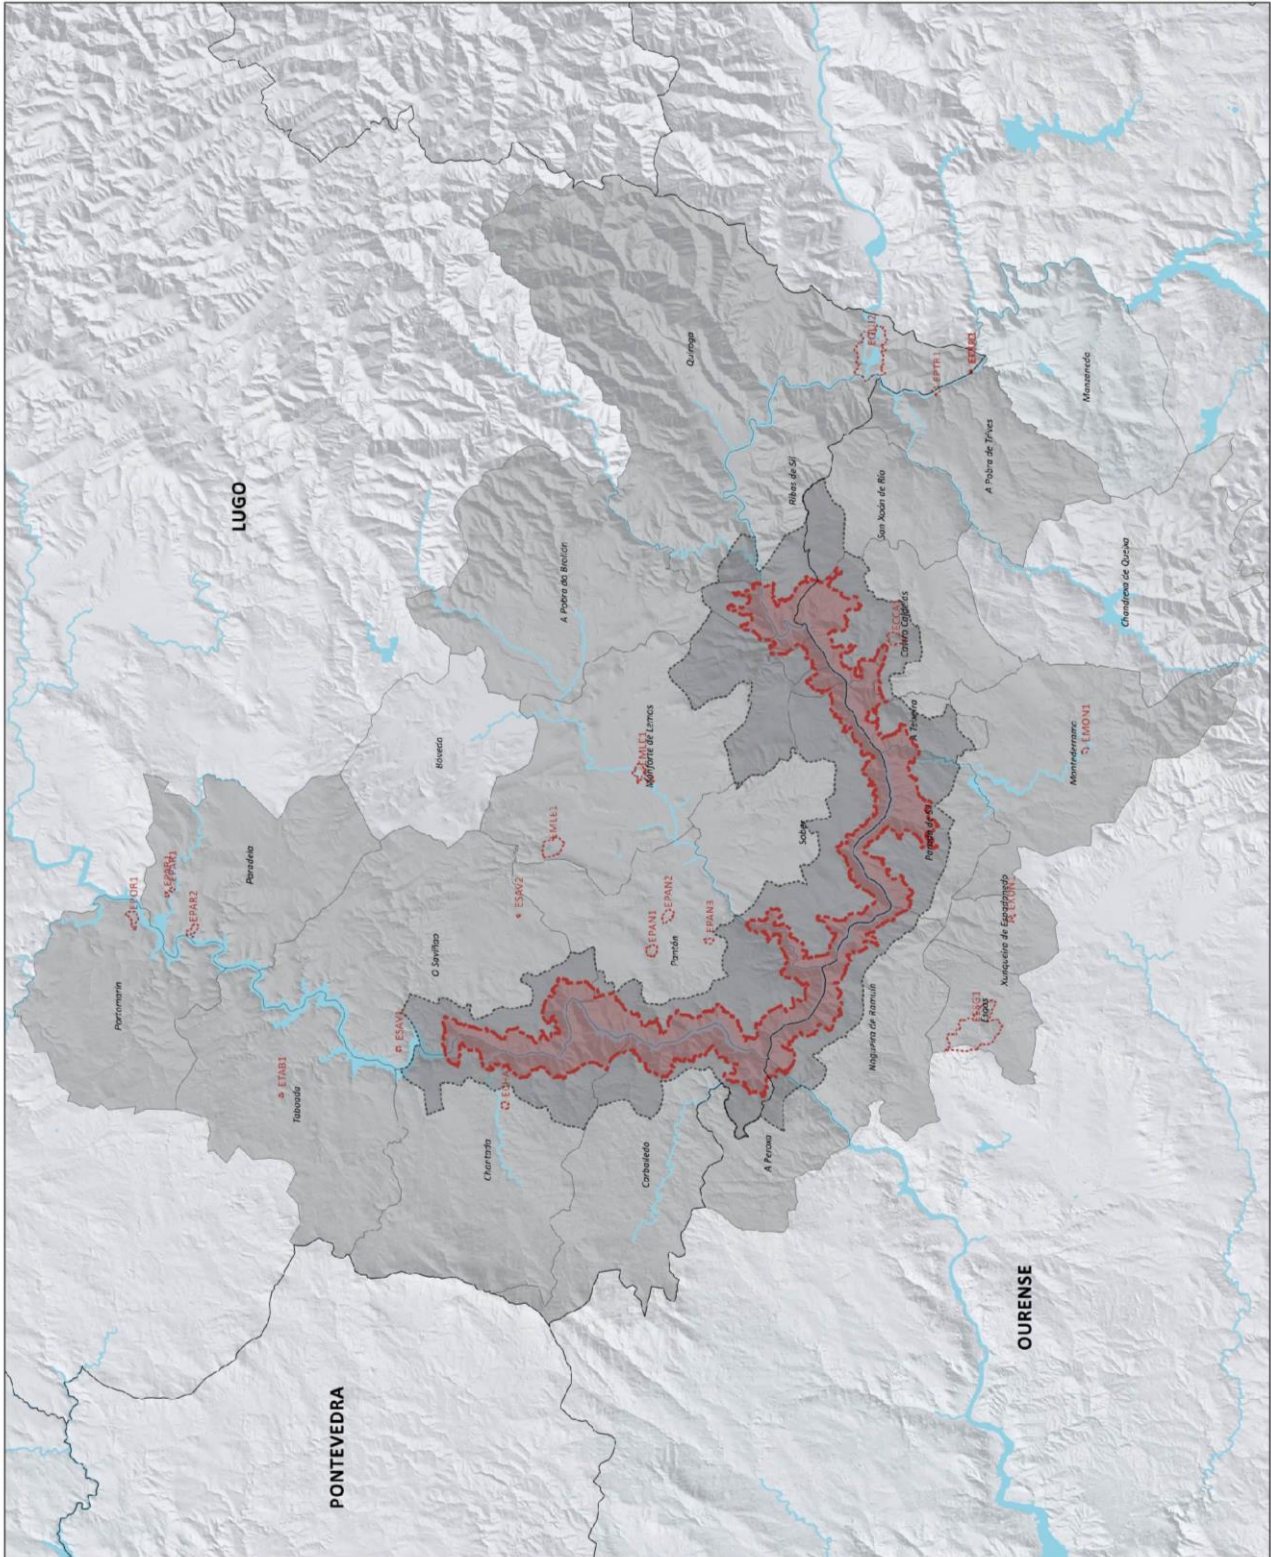 LUGO
PONTEVEDRA
OURENSE
Portomarín
Paradela
Taboada
O Saviñao
Bóveda
A Pobra do Brollón
Quiroga
Chantada
Carballedo
Pantón
Monforte de Lemos
Sober
Ribas de Sil
A Peroxa
Nogueira de Ramuín
Parada de Sil
A Teixeira
Castro Caldelas
San Xoán de Río
A Pobra de Trives
Manzaneda
Chandrexa de Queixa
Montederramo
Xunqueira de Espadanedo
Esgos
EPOR1
EPAR1
EPAR2
ETAB1
ESAV2
EMLE1
EMLE1
EPAN1
EPAN2
EPAN3
EPTR1
EMON1